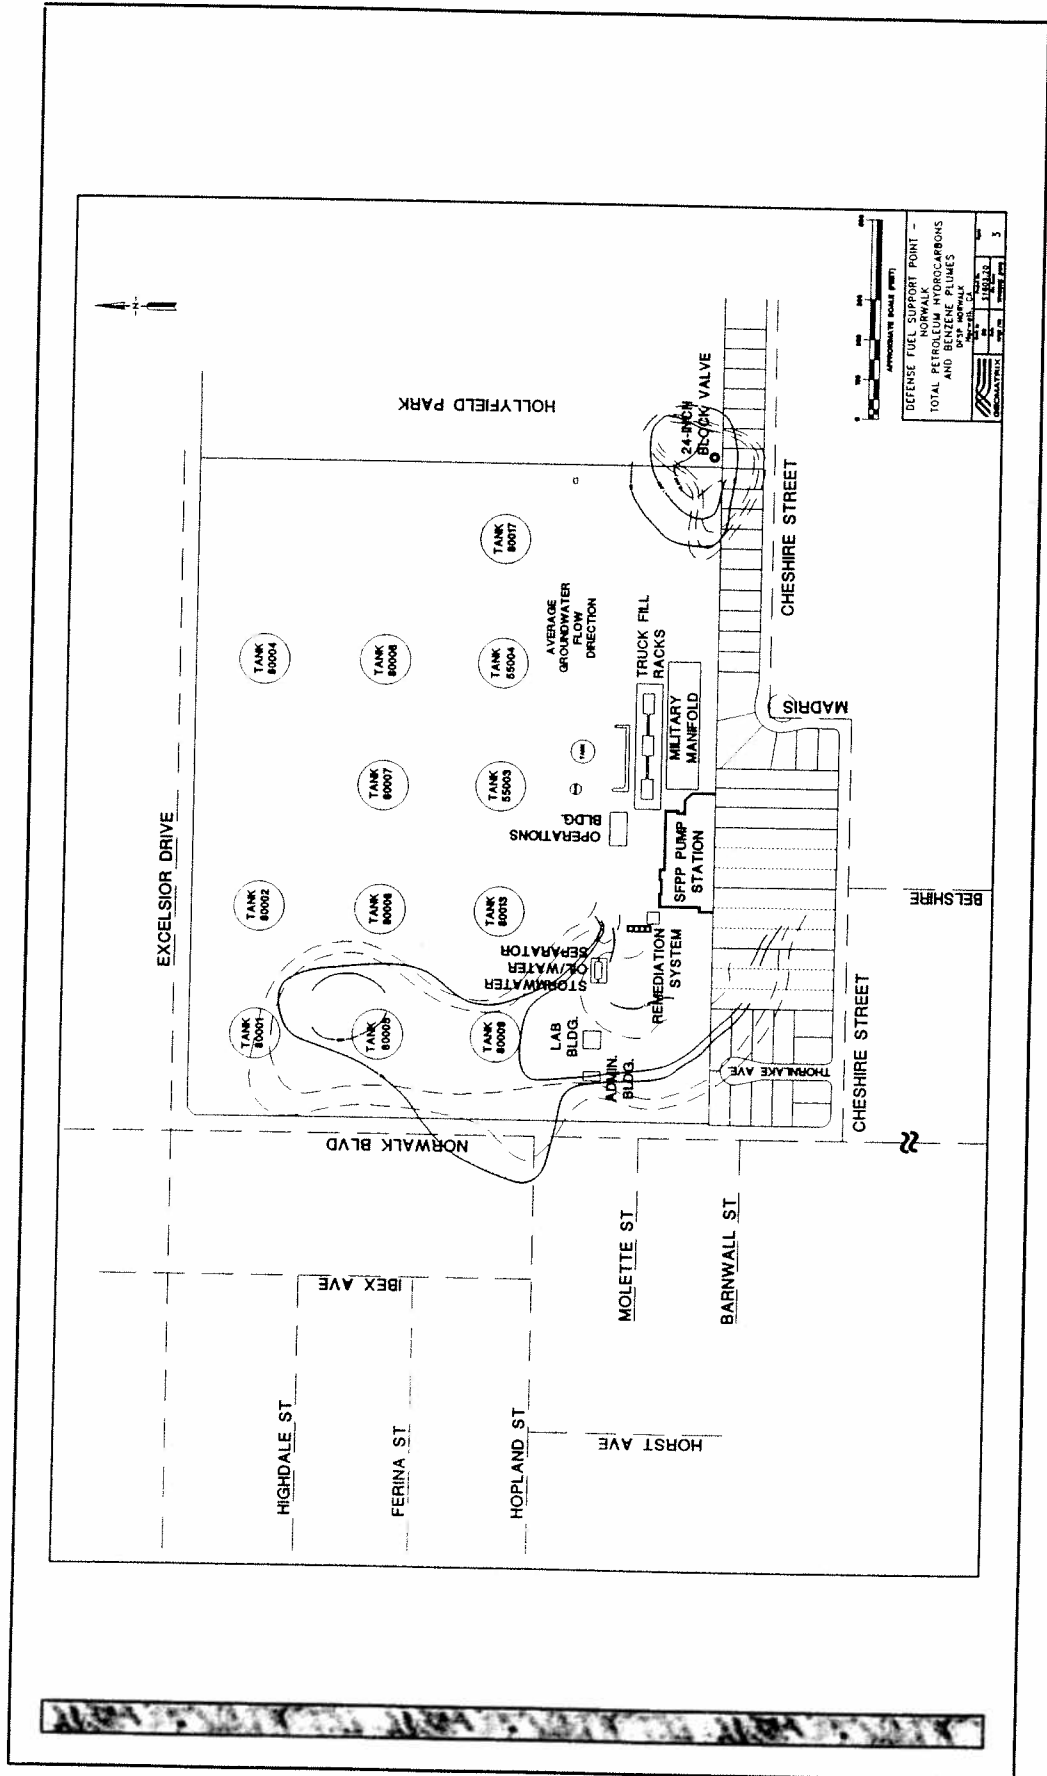 EXCELSIOR DRIVE
HOLLYFIELD PARK
TANK
80001
TANK
80002
TANK
80004
TANK
80005
TANK
80006
TANK
80007
TANK
80008
TANK
80009
TANK
80013
TANK
55003
TANK
55004
TANK
80017
AVERAGE
GROUNDWATER
FLOW
DIRECTION
24-INCH
BLOCK VALVE
STORMWATER
OIL/WATER
SEPARATOR
OPERATIONS
BLDG.
TRUCK FILL
RACKS
MILITARY
MANIFOLD
LAB
BLDG.
ADMIN.
BLDG.
REMEDIATION
SYSTEM
SFPP PUMP
STATION
NORWALK BLVD
IBEX AVE
HIGHDALE ST
FERINA ST
HOPLAND ST
HORST AVE
MOLETTE ST
BARNWALL ST
THORNLAKE AVE
CHESHIRE STREET
BELSHIRE
MADRIS
CHESHIRE STREET
APPROXIMATE SCALE (FEET)
DEFENSE FUEL SUPPORT POINT -
NORWALK
TOTAL PETROLEUM HYDROCARBONS
AND BENZENE PLUMES
DFSP NORWALK
Norwalk, CA
GEOMATRIX
3
N